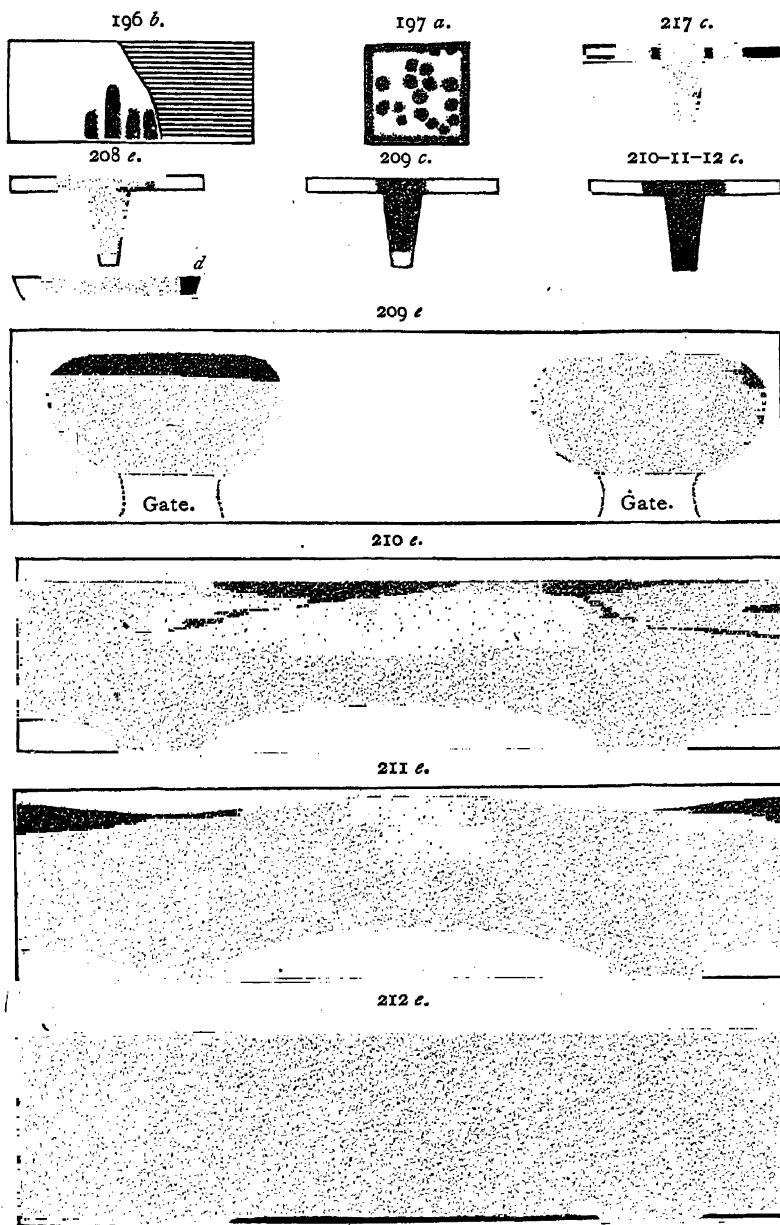 196 b. 197 a. 217 c.
208 e. 209 c. 210-11-12 c.
d
209 e
Gate. Gate.
210 e.
211 e.
212 e.